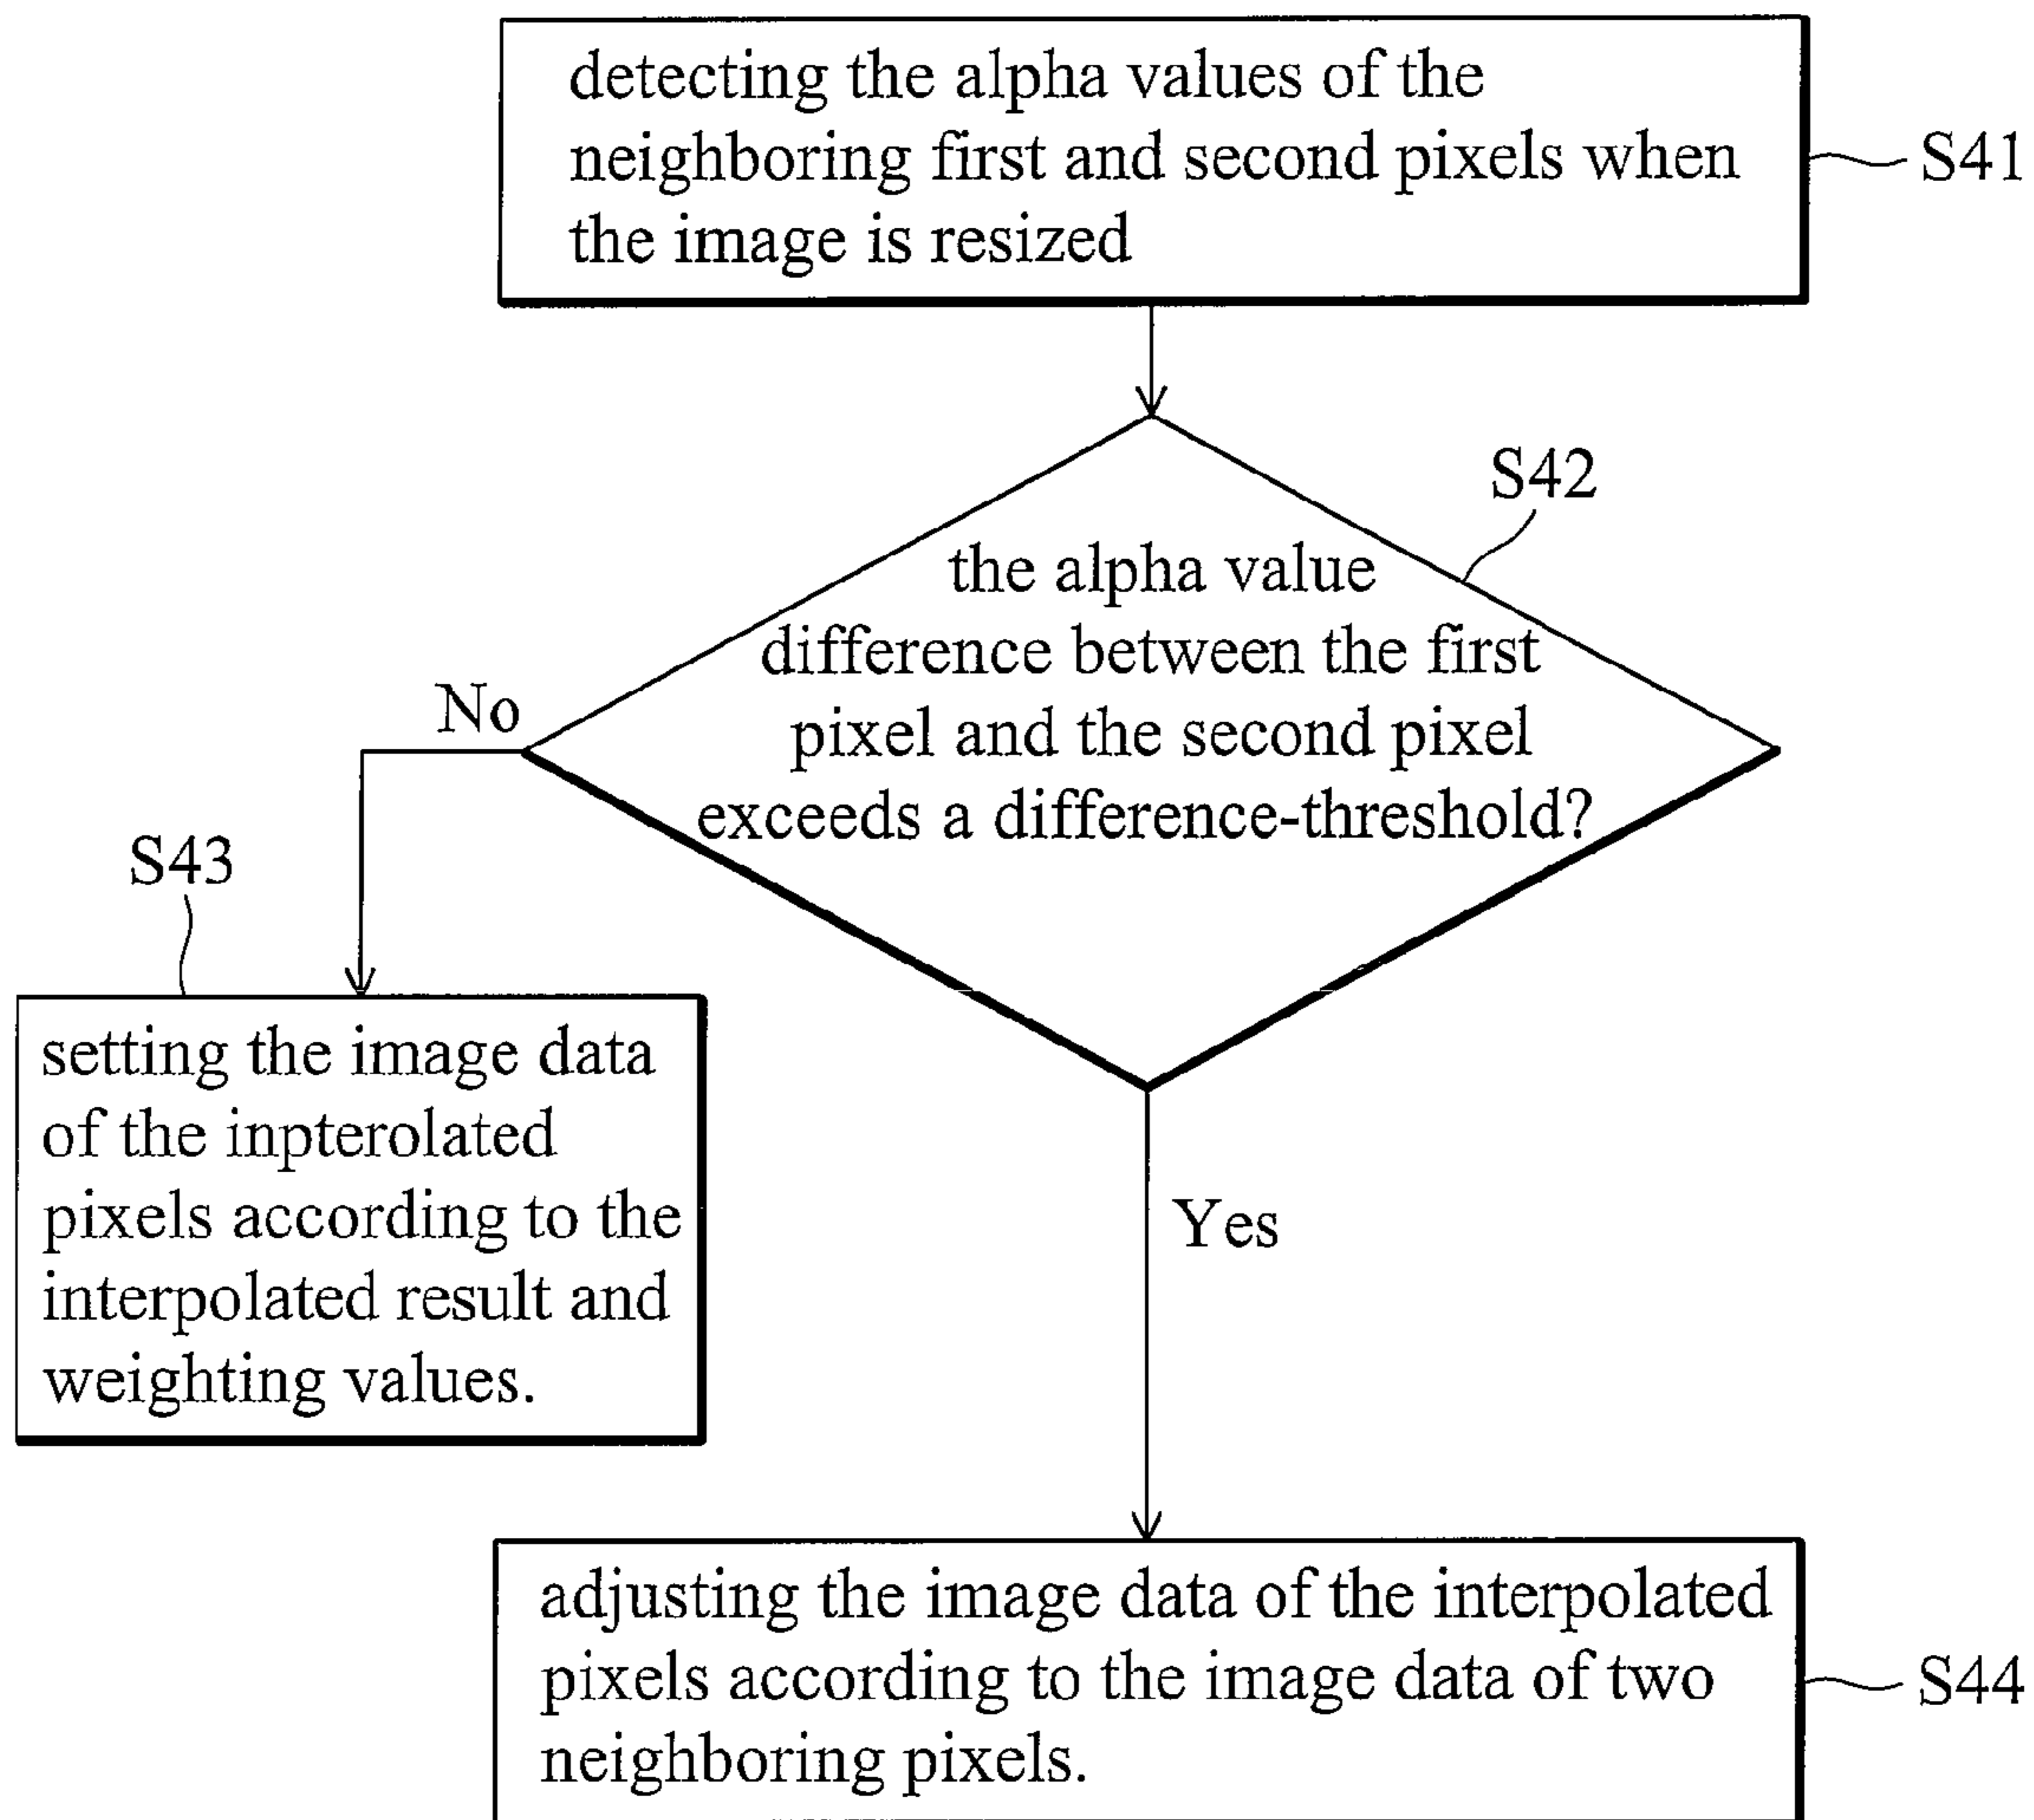 detecting the alpha values of the
neighboring first and second pixels when
the image is resized
S41
S42
the alpha value
difference between the first
pixel and the second pixel
exceeds a difference-threshold?
No
S43
setting the image data
of the inpterolated
pixels according to the
interpolated result and
weighting values.
Yes
adjusting the image data of the interpolated
pixels according to the image data of two
neighboring pixels.
S44